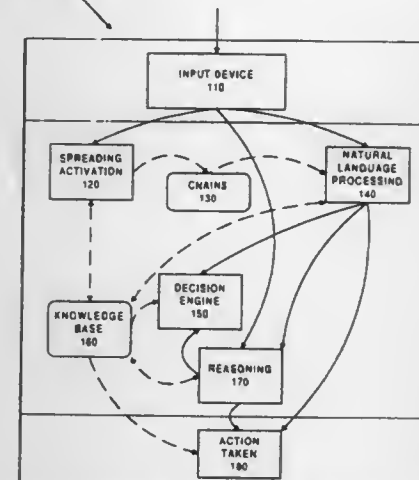 INPUT DEVICE
110
SPREADING
ACTIVATION
120
CHAINS
130
NATURAL
LANGUAGE
PROCESSING
140
DECISION
ENGINE
150
KNOWLEDGE
BASE
160
REASONING
170
ACTION
TAKEN
180